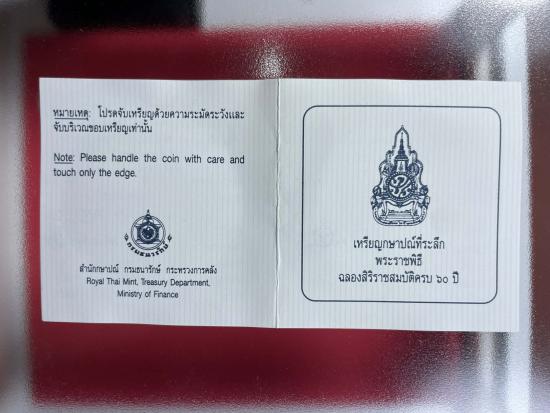 หมายเหตุ: โปรดจับเหรียญด้วยความระมัดระวังและ
จับบริเวณขอบเหรียญเท่านั้น
Note: Please handle the coin with care and
touch only the edge.
กรมธนารักษ์
สำนักกษาปณ์ กรมธนารักษ์ กระทรวงการคลัง
Royal Thai Mint, Treasury Department,
Ministry of Finance
เหรียญกษาปณ์ที่ระลึก
พระราชพิธี
ฉลองสิริราชสมบัติครบ ๖๐ ปี